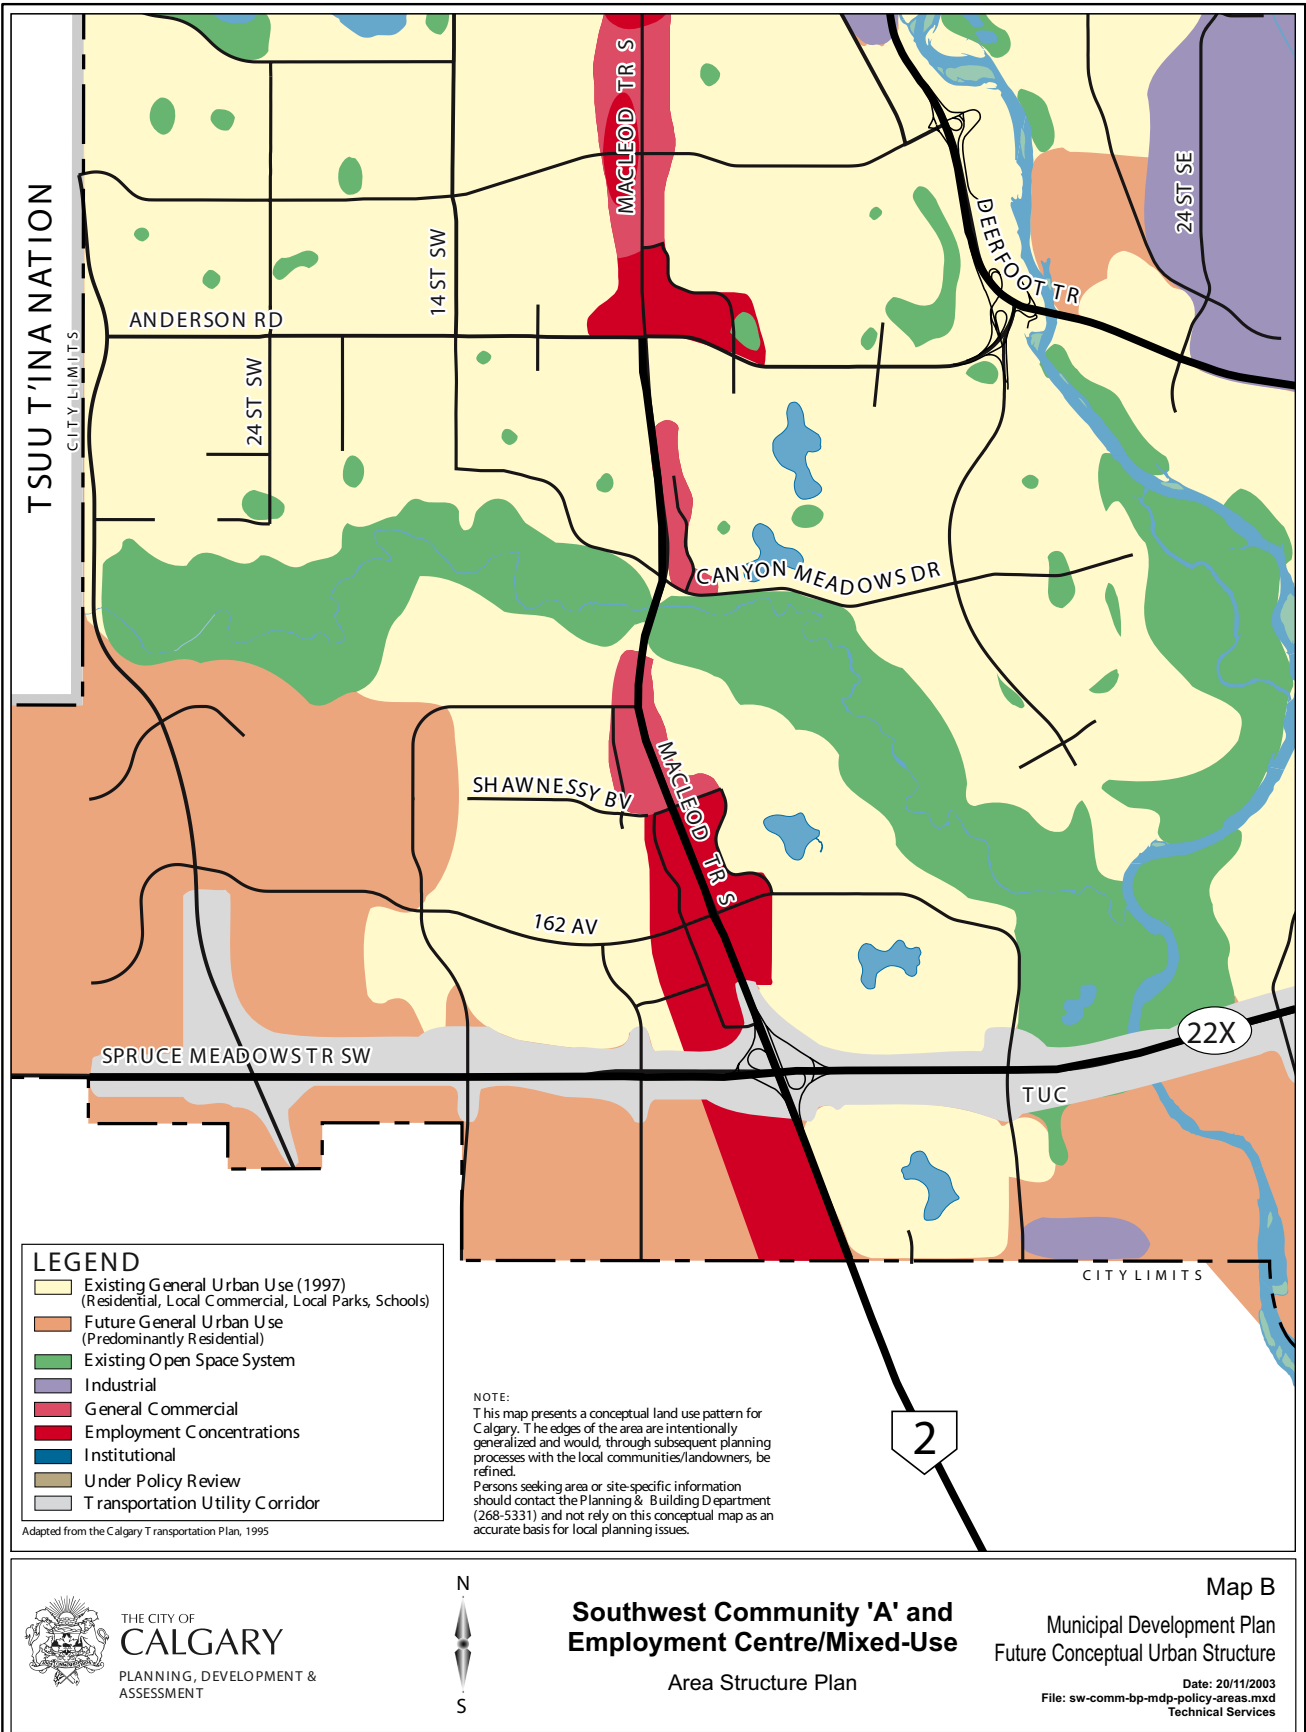 MACLEOD TR S
24 ST SE
DEERFOOT TR
TSUU T'INA NATION
CITY LIMITS
14 ST SW
ANDERSON RD
24 ST SW
CANYON MEADOWS DR
MACLEOD TR S
SHAWNESSY BV
162 AV
22X
SPRUCE MEADOWS TR SW
TUC
CITY LIMITS
2
LEGEND
Existing General Urban Use (1997)
(Residential, Local Commercial, Local Parks, Schools)
Future General Urban Use
(Predominantly Residential)
Existing Open Space System
Industrial
General Commercial
Employment Concentrations
Institutional
Under Policy Review
Transportation Utility Corridor
Adapted from the Calgary Transportation Plan, 1995
NOTE:
This map presents a conceptual land use pattern for
Calgary. The edges of the area are intentionally
generalized and would, through subsequent planning
processes with the local communities/landowners, be
refined.
Persons seeking area or site-specific information
should contact the Planning & Building Department
(268-5331) and not rely on this conceptual map as an
accurate basis for local planning issues.
THE CITY OF
CALGARY
PLANNING, DEVELOPMENT &
ASSESSMENT
N
S
Southwest Community 'A' and
Employment Centre/Mixed-Use
Area Structure Plan
Map B
Municipal Development Plan
Future Conceptual Urban Structure
Date: 20/11/2003
File: sw-comm-bp-mdp-policy-areas.mxd
Technical Services